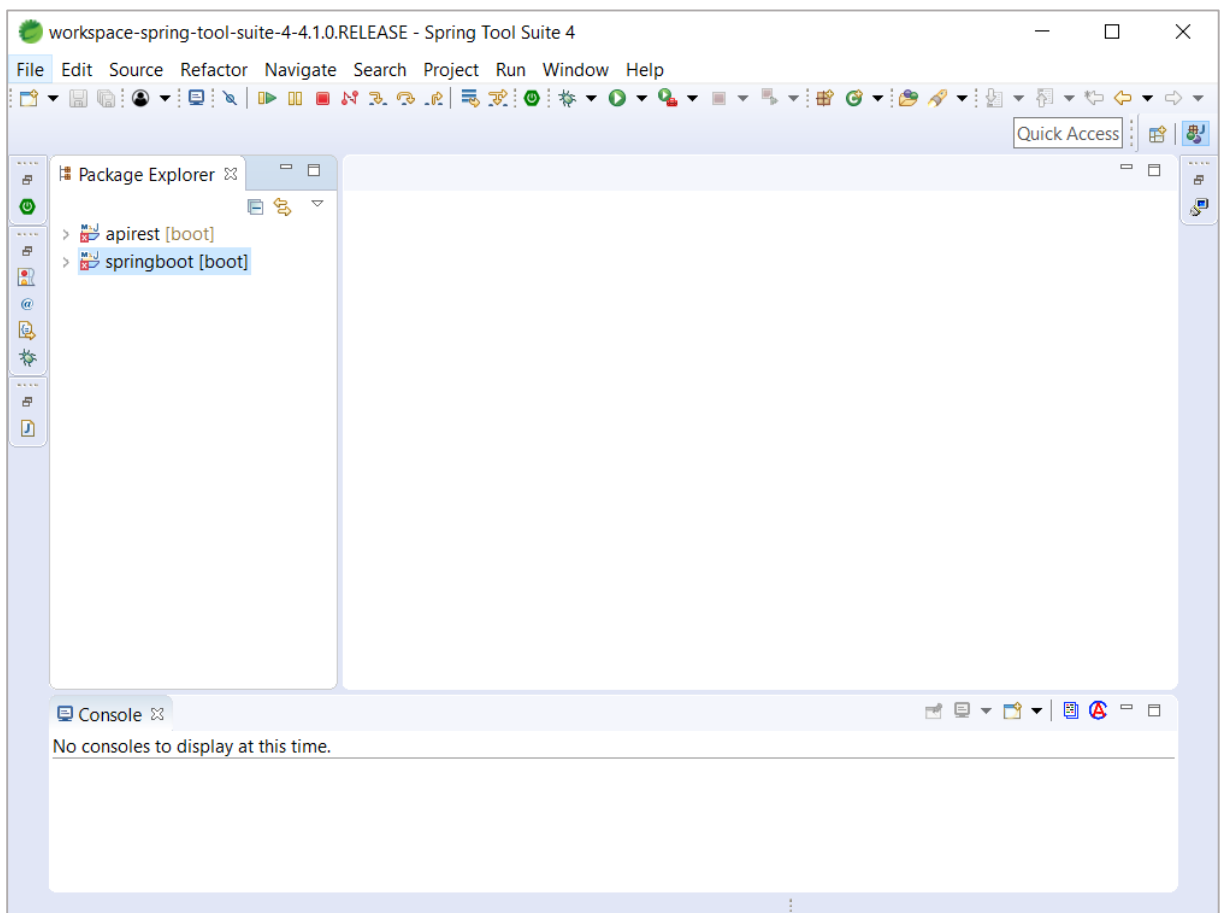 workspace-spring-tool-suite-4-4.1.0.RELEASE - Spring Tool Suite 4
File Edit Source Refactor Navigate Search Project Run Window Help
Quick Access
Package Explorer
apirest [boot]
springboot [boot]
Console
No consoles to display at this time.